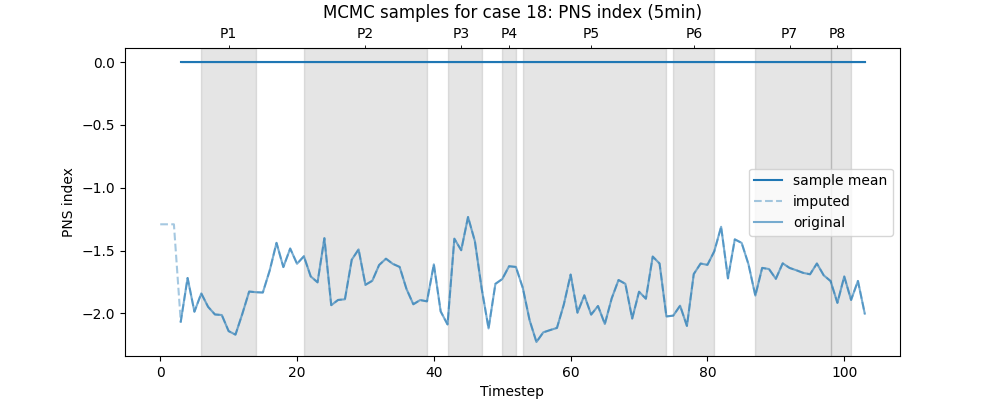 MCMC samples for case 18: PNS index (5min)
P1 P2 P3 P4 P5 P6 P7 P8
0.0
−0.5
−1.0
−1.5
−2.0
PNS index
sample mean
imputed
original
0 20 40 60 80 100
Timestep